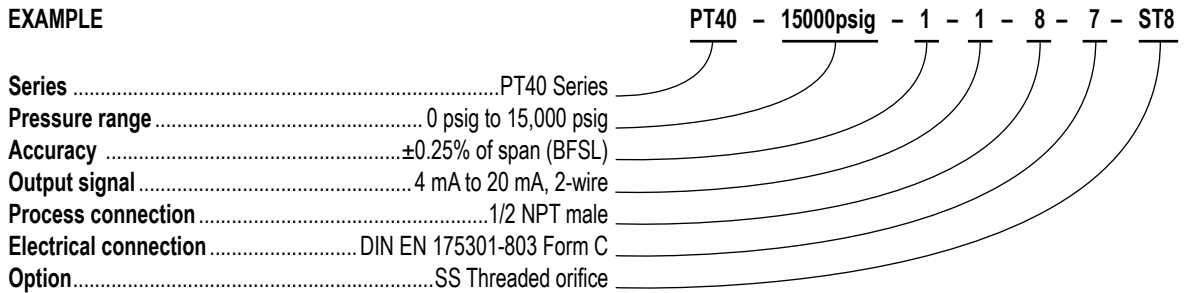 EXAMPLE PT40 – 15000psig – 1 – 1 – 8 – 7 – ST8
Series ........................................................................PT40 Series
Pressure range ............................................. 0 psig to 15,000 psig
Accuracy ..................................................±0.25% of span (BFSL)
Output signal .............................................. 4 mA to 20 mA, 2-wire
Process connection .................................................1/2 NPT male
Electrical connection ......................... DIN EN 175301-803 Form C
Option.............................................................SS Threaded orifice